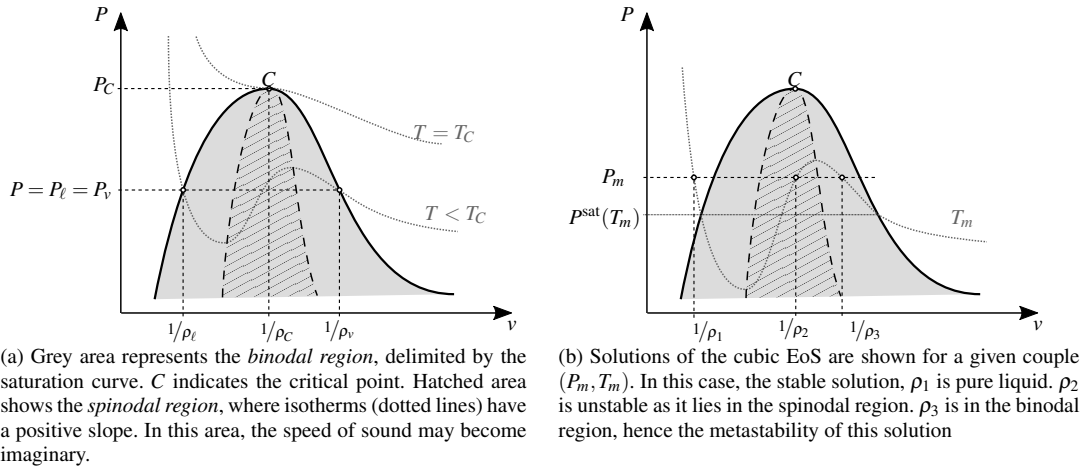 P
P_C
C
T = T_C
P = P_ℓ = P_v
T < T_C
1/ρ_ℓ
1/ρ_C
1/ρ_v
v
(a) Grey area represents the binodal region, delimited by the
saturation curve. C indicates the critical point. Hatched area
shows the spinodal region, where isotherms (dotted lines) have
a positive slope. In this area, the speed of sound may become
imaginary.
P
C
P_m
P^sat(T_m)
T_m
1/ρ_1
1/ρ_2
1/ρ_3
v
(b) Solutions of the cubic EoS are shown for a given couple
(P_m, T_m). In this case, the stable solution, ρ_1 is pure liquid. ρ_2
is unstable as it lies in the spinodal region. ρ_3 is in the binodal
region, hence the metastability of this solution